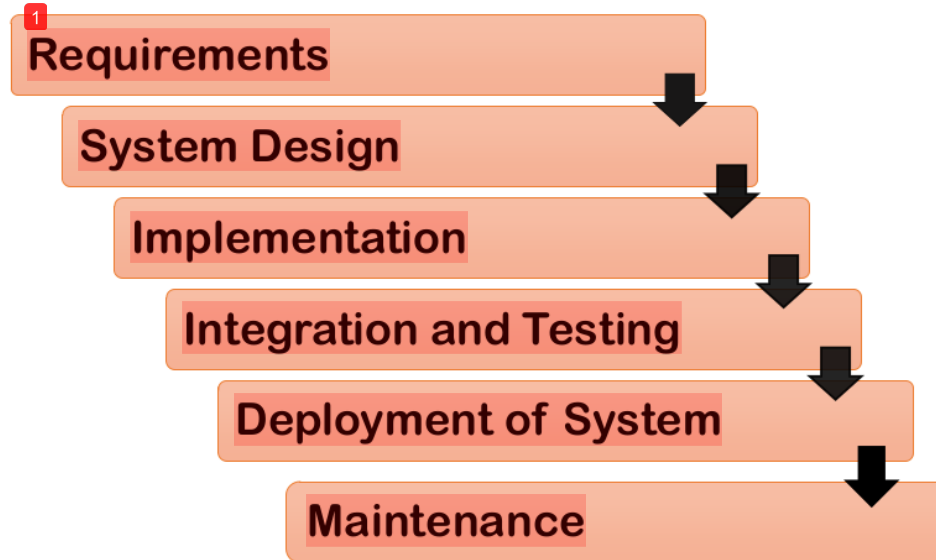 1
Requirements
System Design
Implementation
Integration and Testing
Deployment of System
Maintenance